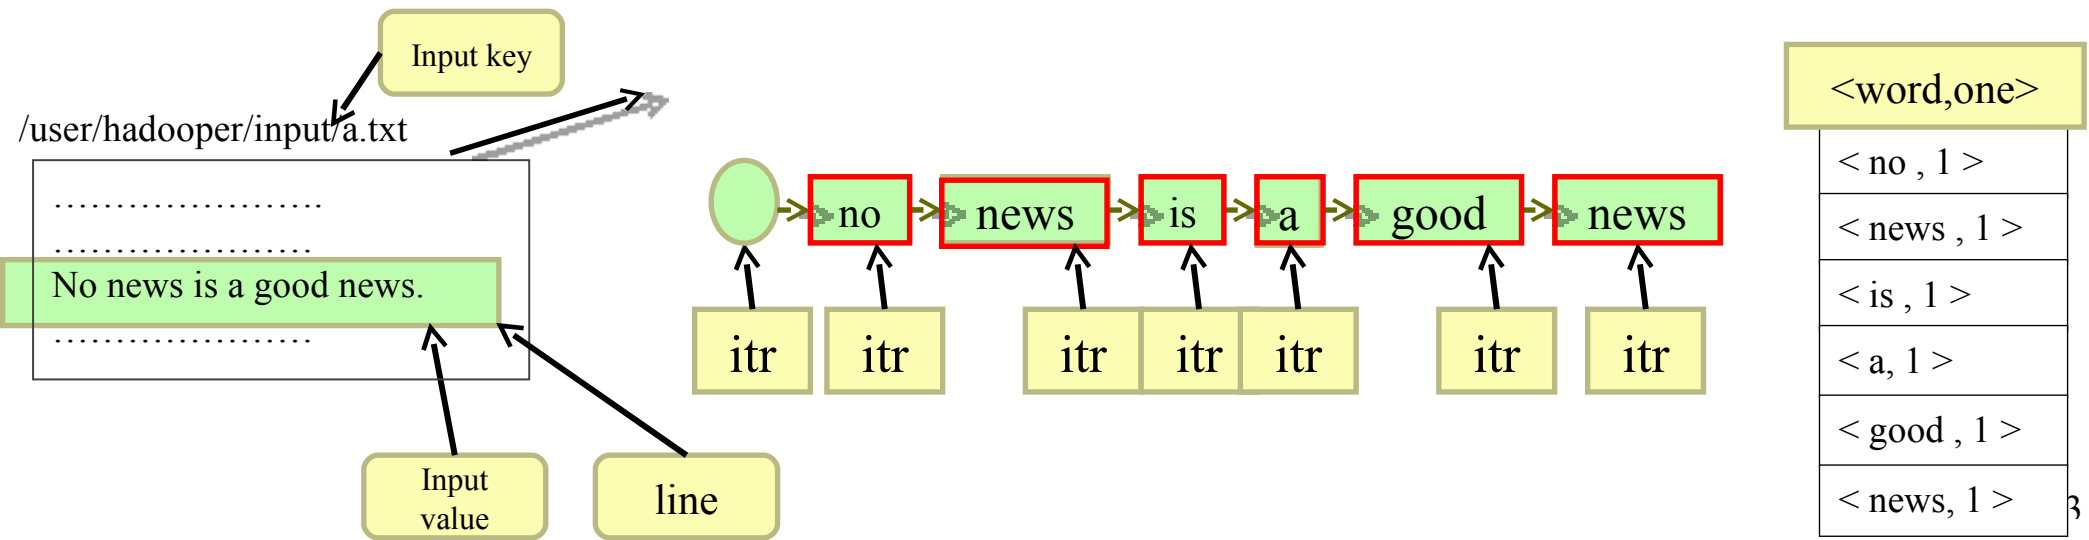 Input key
/user/hadooper/input/a.txt
…………………….
…………………
No news is a good news.
…………………
Input
value
line
no news is a good news
itr itr itr itr itr itr itr
<word,one>
< no , 1 >
< news , 1 >
< is , 1 >
< a, 1 >
< good , 1 >
< news, 1 >